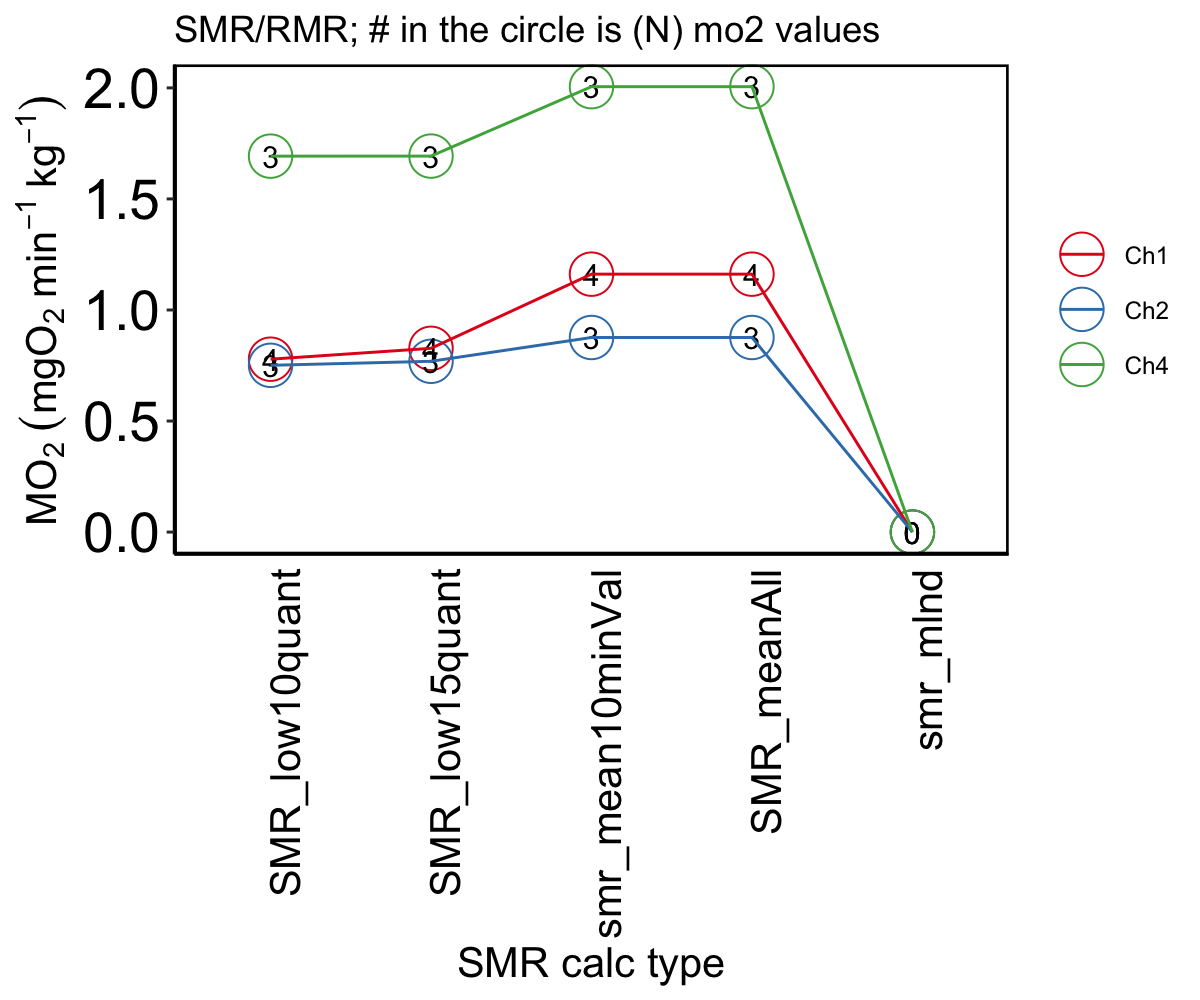 SMR/RMR; # in the circle is (N) mo2 values
MO₂ (mgO₂ min⁻¹ kg⁻¹)
2.0
1.5
1.0
0.5
0.0
3
3
3
3
4
4
4
4
3
3
3
3
0
Ch1
Ch2
Ch4
SMR_low10quant
SMR_low15quant
smr_mean10minVal
SMR_meanAll
smr_mlnd
SMR calc type